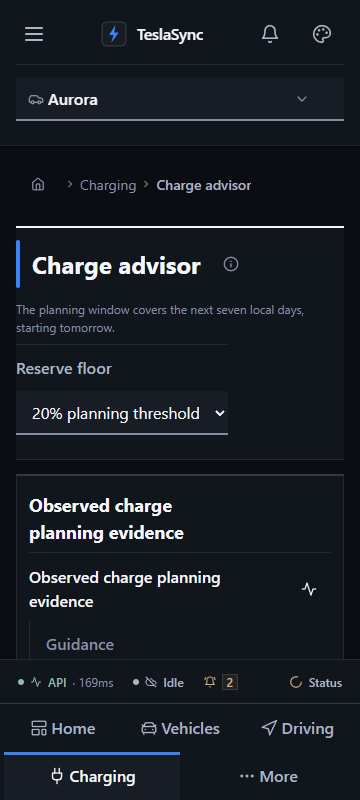 TeslaSync
Aurora
Charging
Charge advisor
Charge advisor
The planning window covers the next seven local days,
starting tomorrow.
Reserve floor
20% planning threshold
Observed charge
planning evidence
Observed charge planning
evidence
Guidance
API · 169ms
Idle
2
Status
Home
Vehicles
Driving
Charging
More